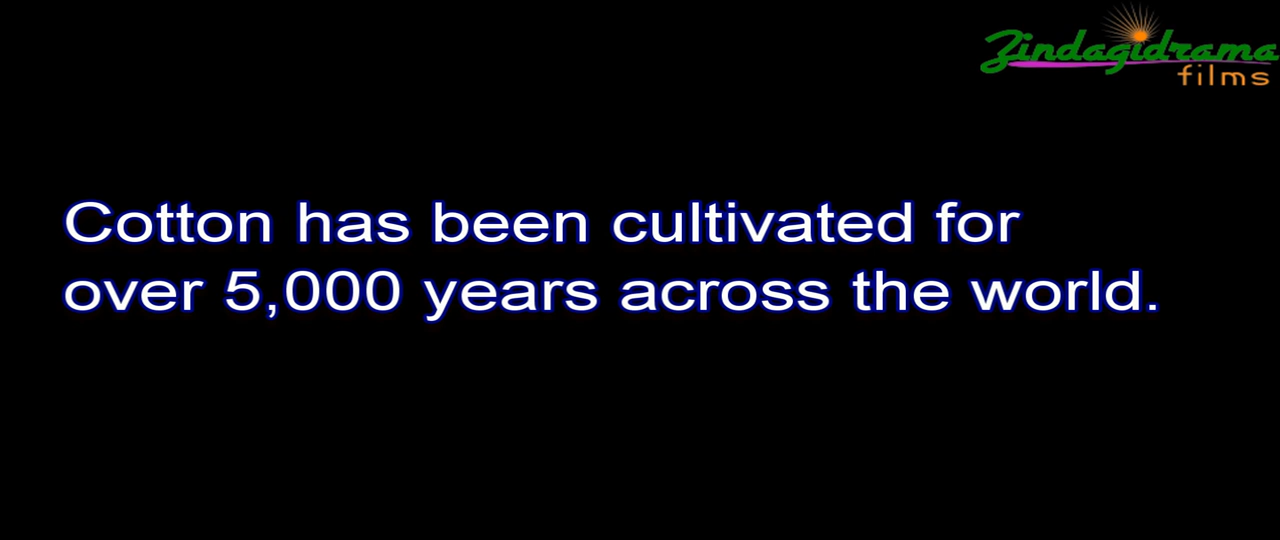 Zindagidrama
films
Cotton has been cultivated for
over 5,000 years across the world.